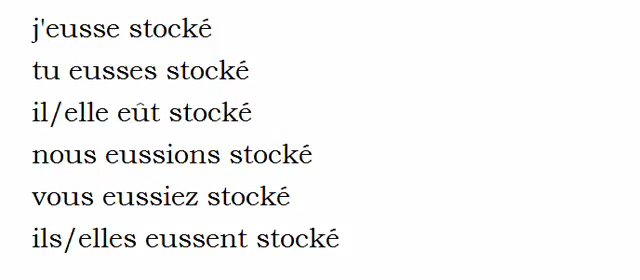 j'eusse stocké
tu eusses stocké
il/elle eût stocké
nous eussions stocké
vous eussiez stocké
ils/elles eussent stocké